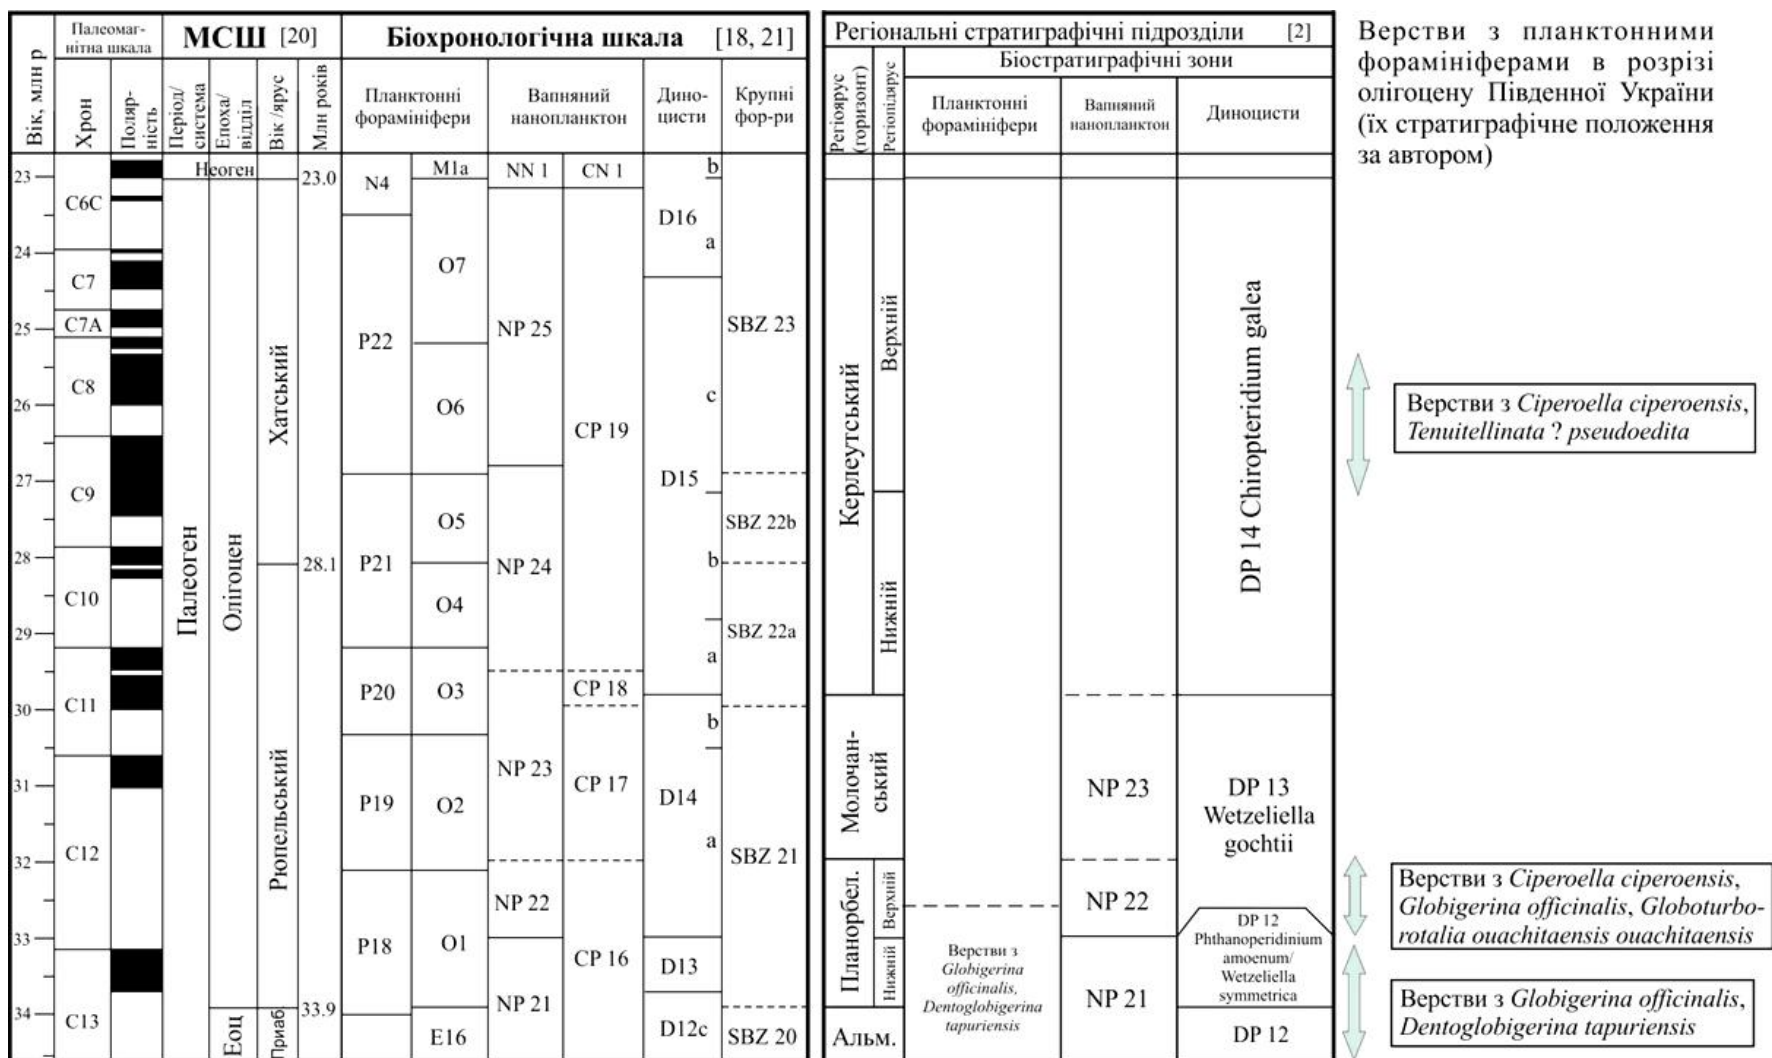 Палеомаг-
нітна шкала
МСШ [20]
Біохронологічна шкала [18, 21]
Вік, млн р
Хрон
Поляр-
ність
Період/
система
Епоха/
відділ
Вік /ярус
Млн років
Планктонні
форамініфери
Вапняний
нанопланктон
Дино-
цисти
Крупні
фор-ри
23
24
25
26
27
28
29
30
31
32
33
34
C6C
C7
C7A
C8
C9
C10
C11
C12
C13
Неоген
Палеоген
Олігоцен
Еоц
Хатський
Рюпельський
Приаб
23.0
28.1
33.9
N4
P22
P21
P20
P19
P18
M1a
O7
O6
O5
O4
O3
O2
O1
E16
NN 1
NP 25
NP 24
NP 23
NP 22
NP 21
CN 1
CP 19
CP 18
CP 17
CP 16
b
D16
a
c
D15
b
a
b
D14
a
D13
D12c
SBZ 23
SBZ 22b
SBZ 22a
SBZ 21
SBZ 20
Регіональні стратиграфічні підрозділи [2]
Біостратиграфічні зони
Регіоярус
(горизонт)
Регіопідярус
Планктонні
форамініфери
Вапняний
нанопланктон
Диноцисти
Керлеутський
Верхній
Нижній
Молочан-
ський
Планорбел.
Верхній
Нижній
Альм.
Верстви з
Globigerina
officinalis,
Dentoglobigerina
tapuriensis
NP 23
NP 22
NP 21
DP 14 Chiropteridium galea
DP 13
Wetzeliella
gochtii
DP 12
Phthanoperidinium
amoenum/
Wetzeliella
symmetrica
DP 12
Верстви з планктонними
форамініферами в розрізі
олігоцену Південної України
(їх стратиграфічне положення
за автором)
Верстви з Ciperoella ciperoensis,
Tenuitellinata ? pseudoedita
Верстви з Ciperoella ciperoensis,
Globigerina officinalis, Globoturbo-
rotalia ouachitaensis ouachitaensis
Верстви з Globigerina officinalis,
Dentoglobigerina tapuriensis